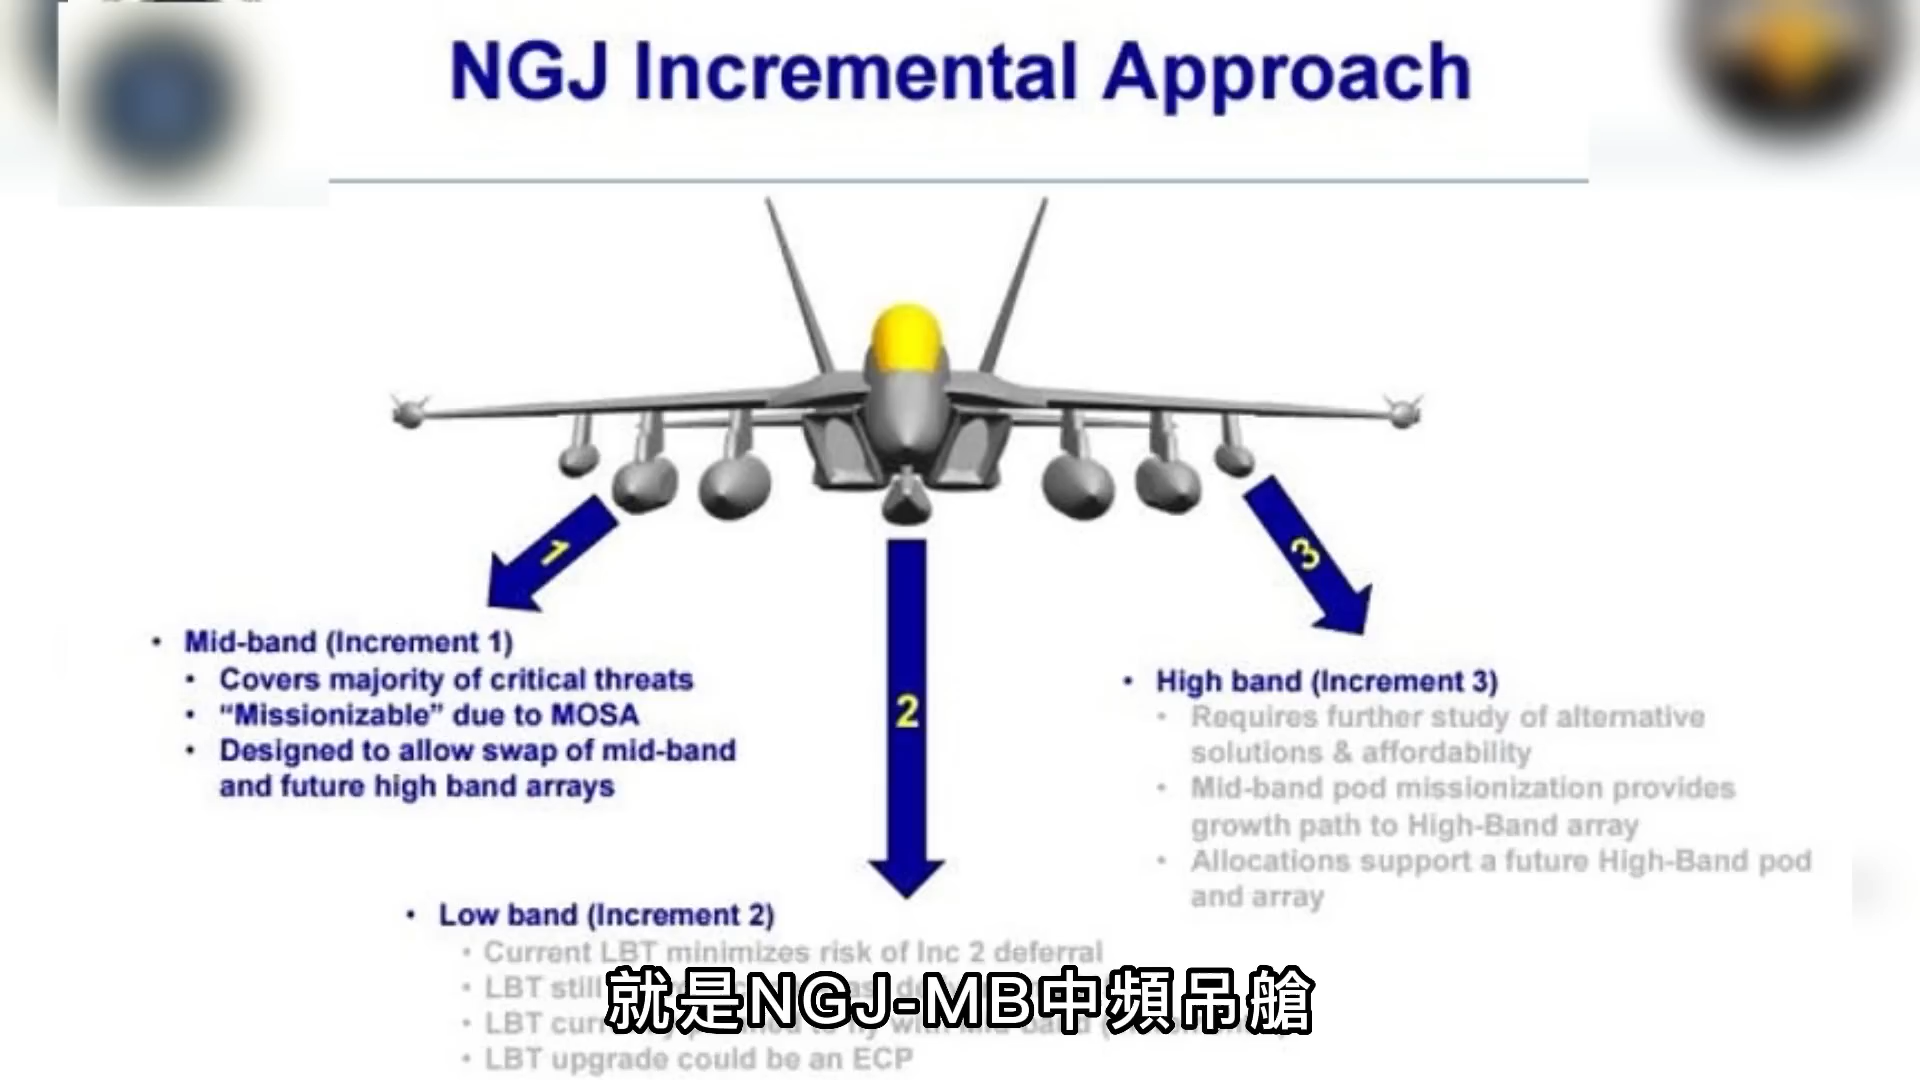 NGJ Incremental Approach
1
2
3
• Mid-band (Increment 1)
• Covers majority of critical threats
• “Missionizable” due to MOSA
• Designed to allow swap of mid-band
and future high band arrays
• High band (Increment 3)
• Requires further study of alternative
solutions & affordability
• Mid-band pod missionization provides
growth path to High-Band array
• Allocations support a future High-Band pod
and array
• Low band (Increment 2)
• Current LBT minimizes risk of Inc 2 deferral
• LBT still
• LBT
• LBT upgrade could be an ECP
就是NGJ-MB中頻吊艙